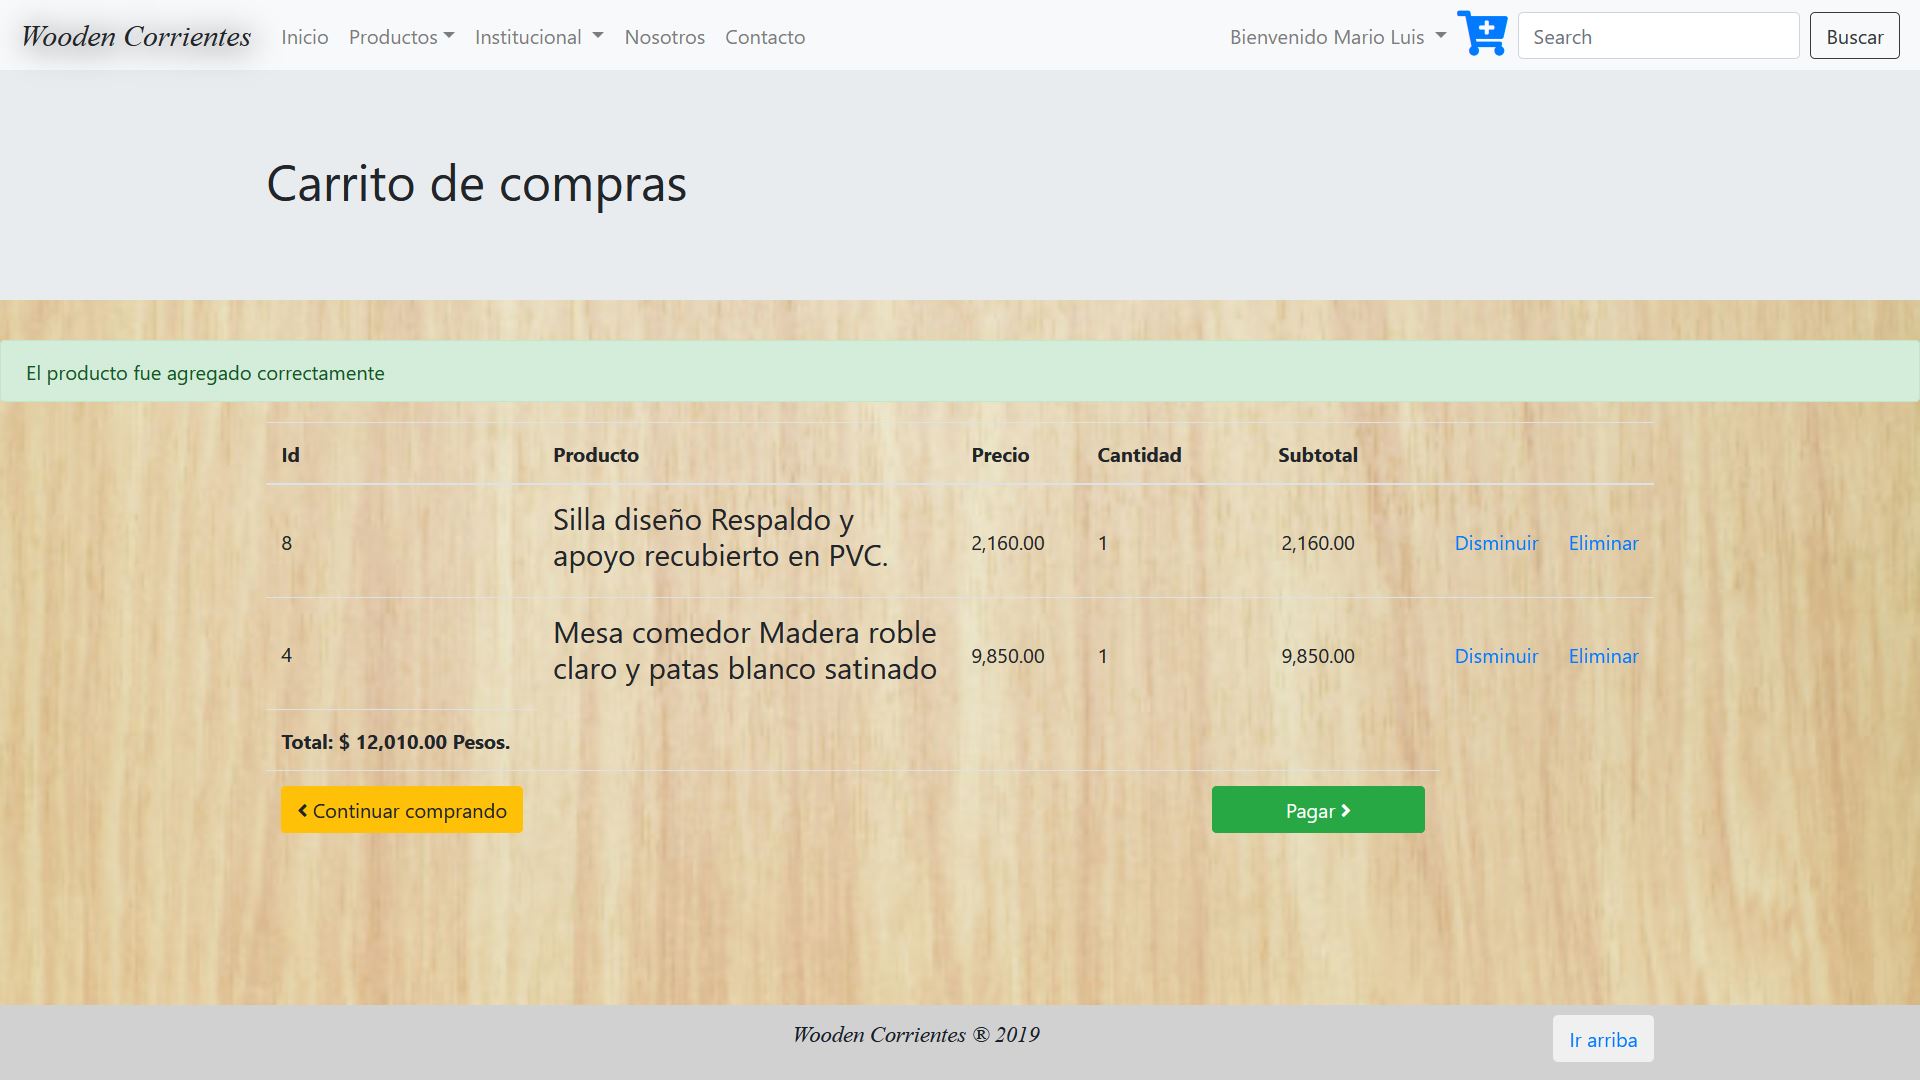 Wooden Corrientes Inicio Productos Institucional Nosotros Contacto Bienvenido Mario Luis Search Buscar
Carrito de compras
El producto fue agregado correctamente
Id Producto Precio Cantidad Subtotal
8 Silla diseño Respaldo y
apoyo recubierto en PVC. 2,160.00 1 2,160.00 Disminuir Eliminar
4 Mesa comedor Madera roble
claro y patas blanco satinado 9,850.00 1 9,850.00 Disminuir Eliminar
Total: $ 12,010.00 Pesos.
Continuar comprando Pagar
Wooden Corrientes ® 2019 Ir arriba